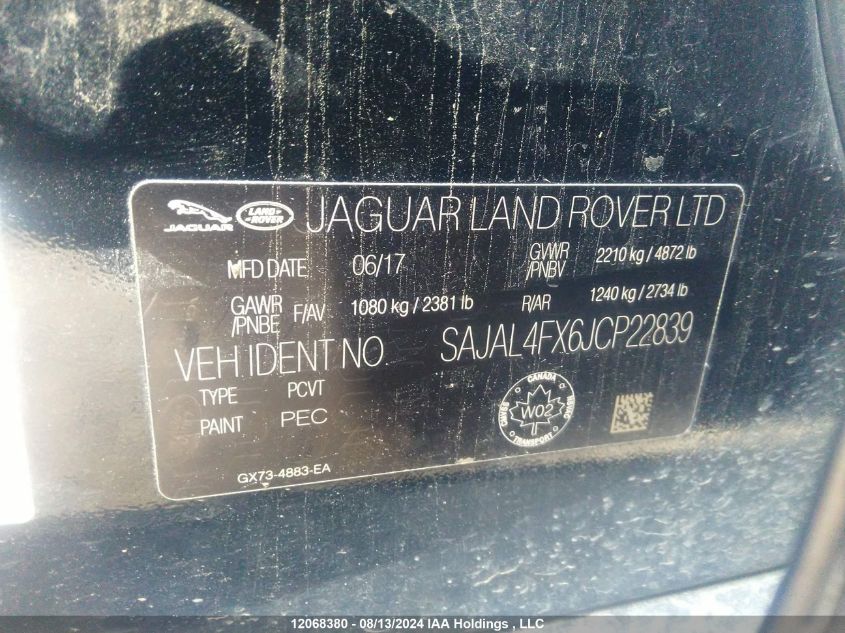 JAGUAR LAND ROVER JAGUAR LAND ROVER LTD
MFD DATE 06/17 GVWR /PNBV 2210 kg / 4872 lb
GAWR /PNBE F/AV 1080 kg / 2381 lb R/AR 1240 kg / 2734 lb
VEH IDENT NO SAJAL4FX6JCP22839
TYPE PCVT
PAINT PEC
CANADA
W02
TRANSPORT
GX73-4883-EA
12068380 - 08/13/2024 IAA Holdings , LLC